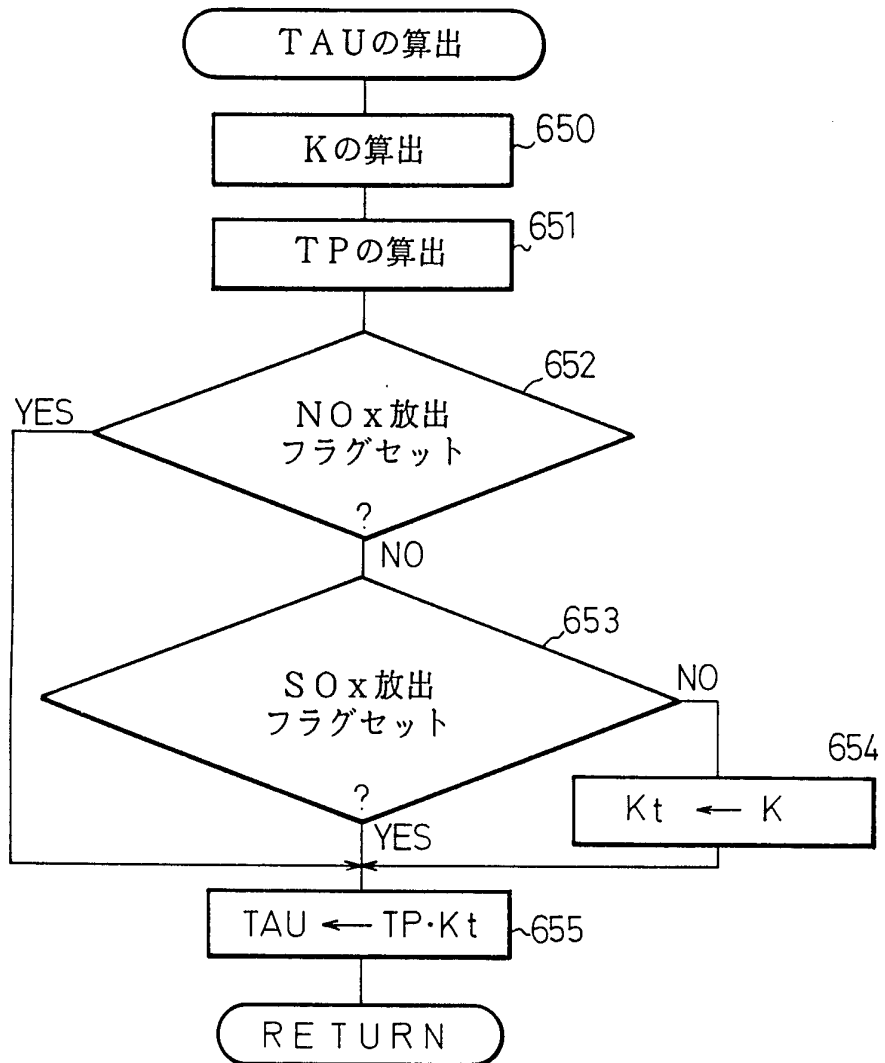 TAUの算出
Kの算出
650
TPの算出
651
652
YES
NOx放出
フラグセット
?
NO
653
SOx放出
フラグセット
?
NO
654
Kt ← K
YES
TAU ← TP·Kt
655
RETURN